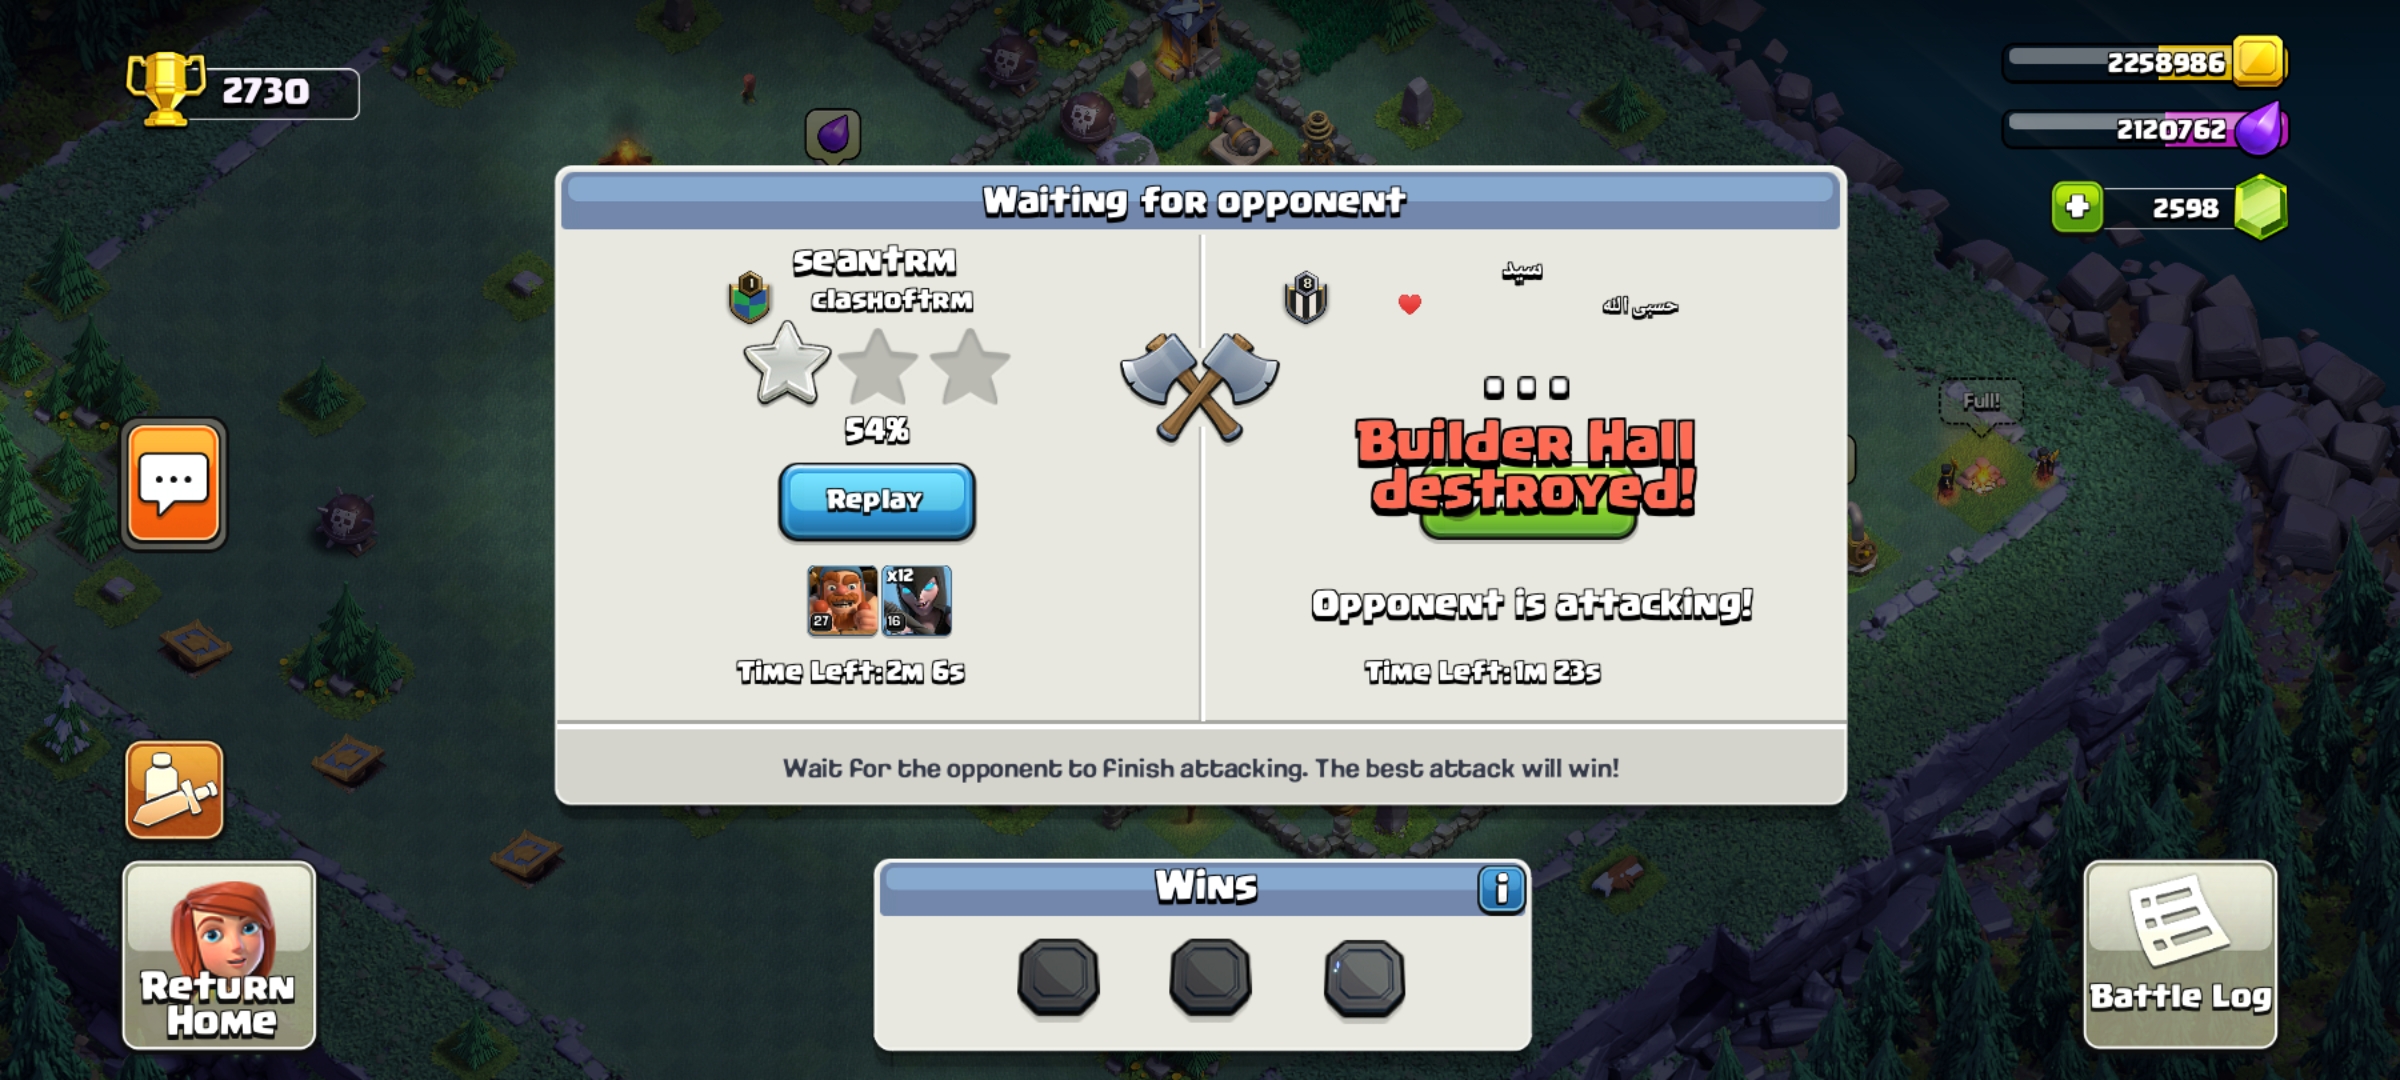 2730
2258986
2120762
2598
Waiting for opponent
seantrm
1
clashoftrm
54%
Replay
x12
27
16
Time Left:2m 6s
سيد
8
❤️ حسبي الله
Builder Hall
destroyed!
Opponent is attacking!
Time Left:1m 23s
Wait for the opponent to finish attacking. The best attack will win!
Full!
Wins
i
Return
Home
Battle Log